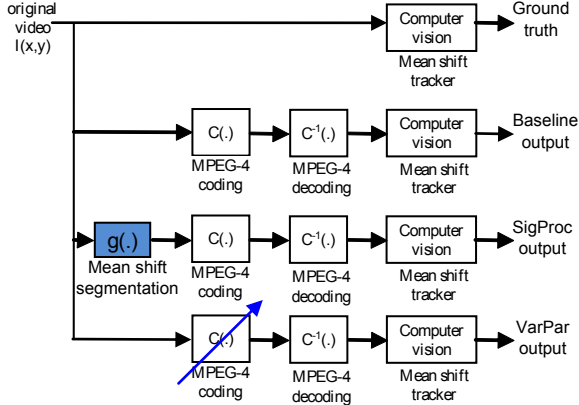 original
video
I(x,y)
Computer
vision
Mean shift
tracker
Ground
truth
C(.)
MPEG-4
coding
C⁻¹(.)
MPEG-4
decoding
Computer
vision
Mean shift
tracker
Baseline
output
g(.)
Mean shift
segmentation
C(.)
MPEG-4
coding
C⁻¹(.)
MPEG-4
decoding
Computer
vision
Mean shift
tracker
SigProc
output
C(.)
MPEG-4
coding
C⁻¹(.)
MPEG-4
decoding
Computer
vision
Mean shift
tracker
VarPar
output